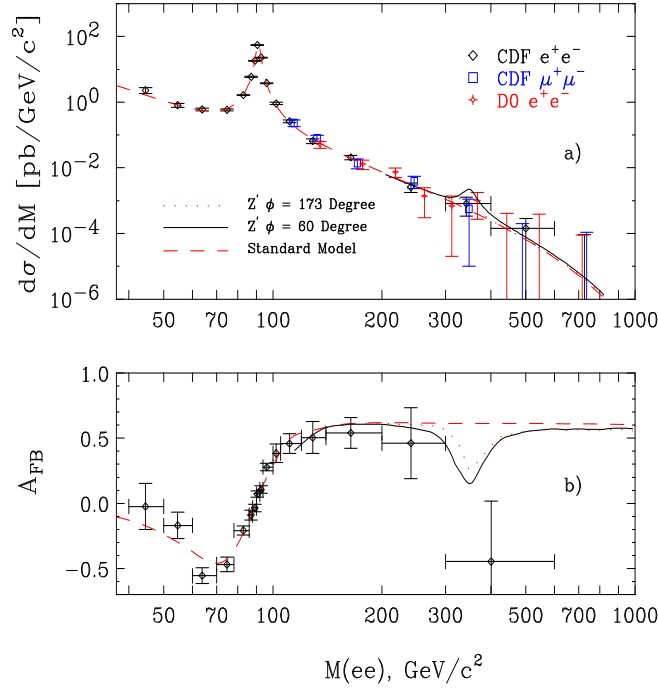 dσ/dM [pb/GeV/c²]
10²
10⁰
10⁻²
10⁻⁴
10⁻⁶
CDF e⁺e⁻
CDF μ⁺μ⁻
D0 e⁺e⁻
a)
Z′ ϕ = 173 Degree
Z′ ϕ = 60 Degree
Standard Model
50 70 100 200 300 500 1000
A_FB
1.0
0.5
0.0
−0.5
b)
50 70 100 200 300 500 1000
M(ee), GeV/c²